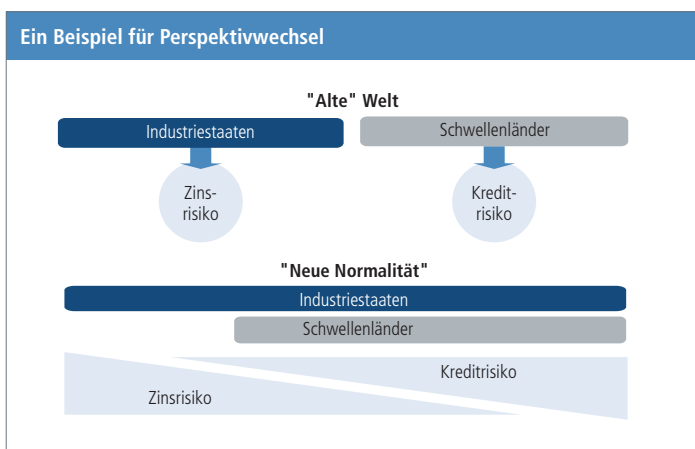 Ein Beispiel für Perspektivwechsel
"Alte" Welt
Industriestaaten
Schwellenländer
Zins-
risiko
Kredit-
risiko
"Neue Normalität"
Industriestaaten
Schwellenländer
Kreditrisiko
Zinsrisiko